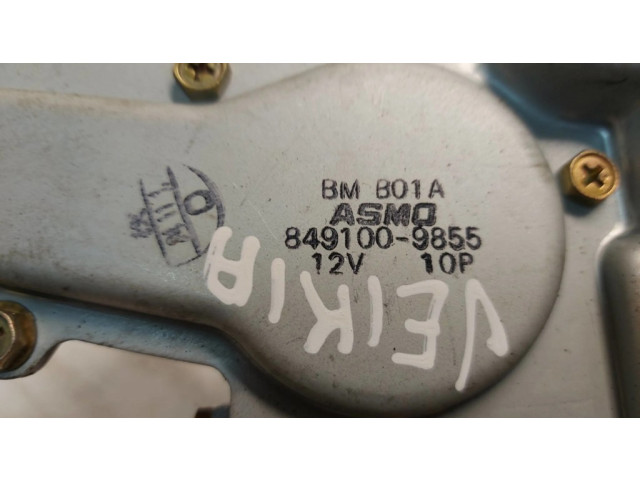 BM B01A
ASMO
849100-9855
12V 10P
VEIKIA